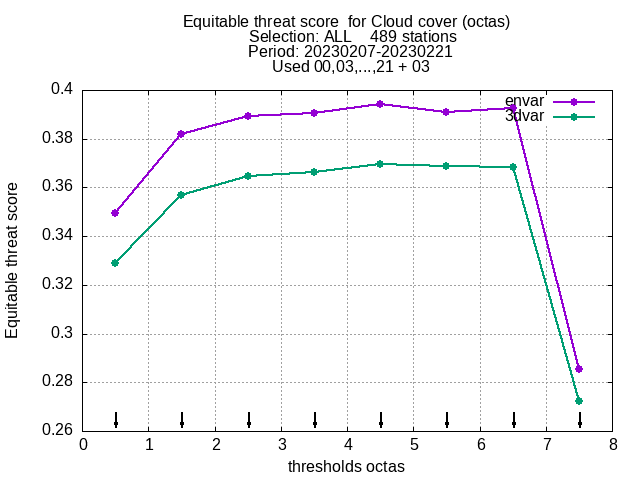 Equitable threat score  for Cloud cover (octas)
Selection: ALL    489 stations
Period: 20230207-20230221
Used 00,03,...,21 + 03
0.4
envar
3dvar
0.38
0.36
0.34
0.32
0.3
0.28
0.26
Equitable threat score
0 1 2 3 4 5 6 7 8
thresholds octas